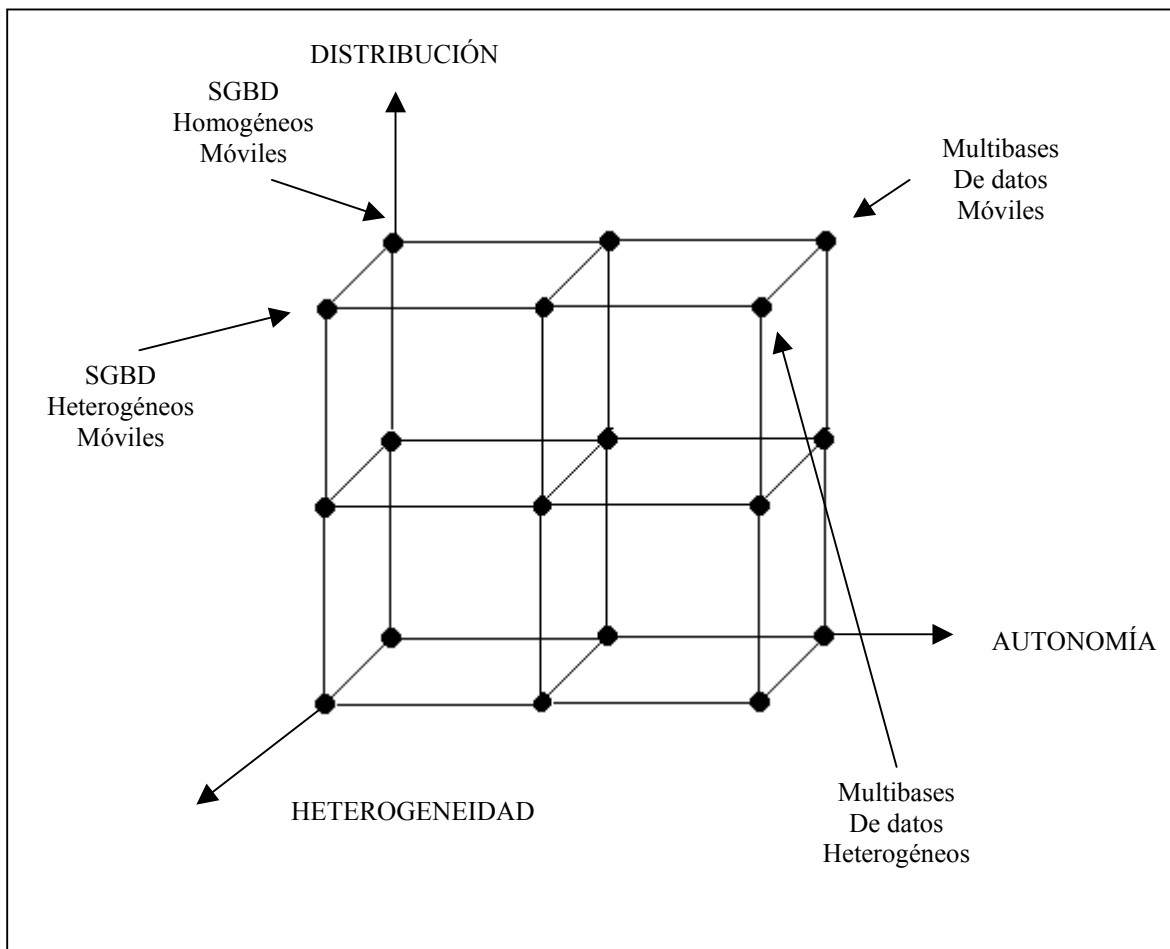 DISTRIBUCIÓN
SGBD
Homogéneos
Móviles
Multibases
De datos
Móviles
SGBD
Heterogéneos
Móviles
AUTONOMÍA
HETEROGENEIDAD
Multibases
De datos
Heterogéneos